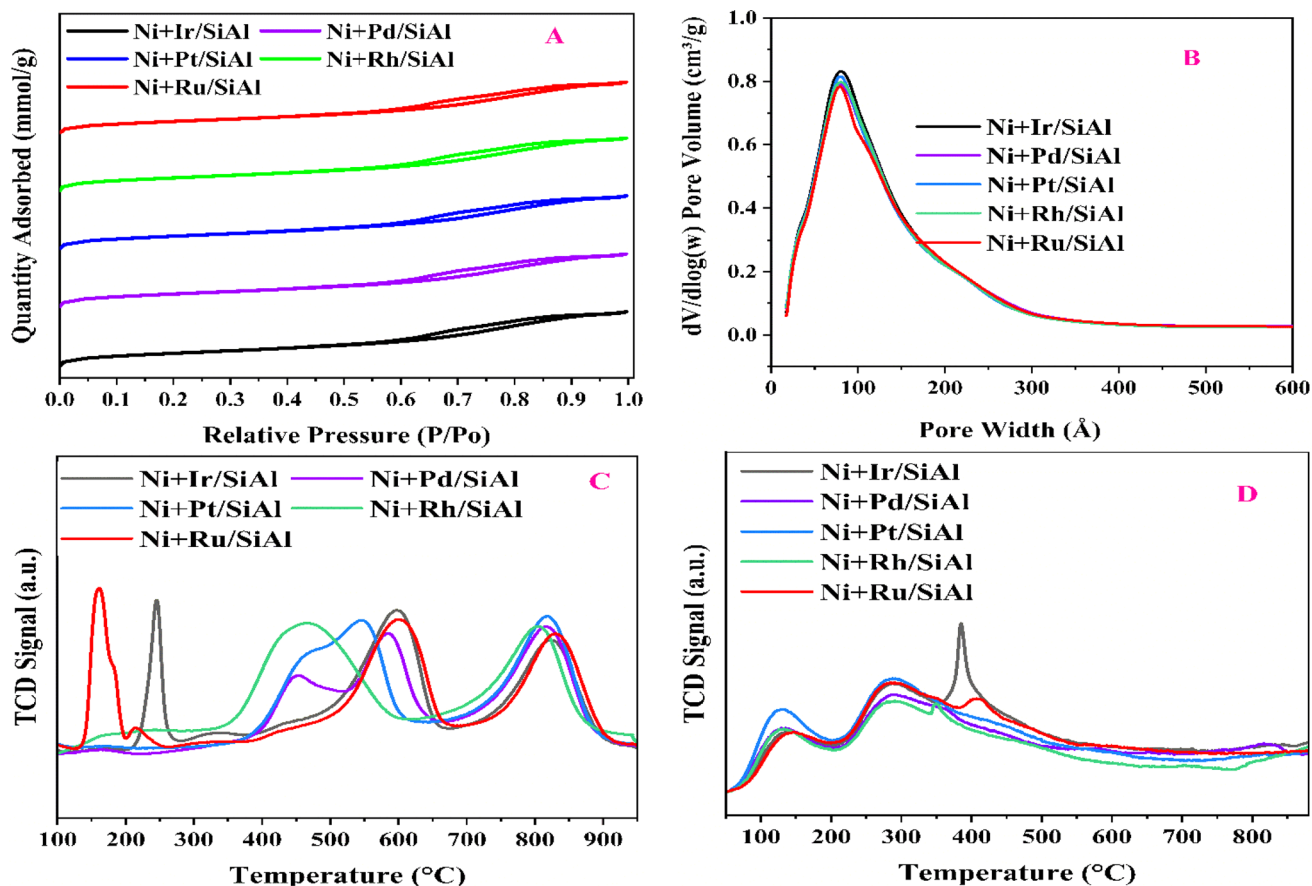 Ni+Ir/SiAl Ni+Pd/SiAl
Ni+Pt/SiAl Ni+Rh/SiAl
Ni+Ru/SiAl
A
Quantity Adsorbed (mmol/g)
0.0 0.1 0.2 0.3 0.4 0.5 0.6 0.7 0.8 0.9 1.0
Relative Pressure (P/Po)
B
dV/dlog(w) Pore Volume (cm³/g)
1.0
0.8
0.6
0.4
0.2
0.0
Ni+Ir/SiAl
Ni+Pd/SiAl
Ni+Pt/SiAl
Ni+Rh/SiAl
Ni+Ru/SiAl
0 100 200 300 400 500 600
Pore Width (Å)
Ni+Ir/SiAl Ni+Pd/SiAl
Ni+Pt/SiAl Ni+Rh/SiAl
Ni+Ru/SiAl
C
TCD Signal (a.u.)
100 200 300 400 500 600 700 800 900
Temperature (°C)
Ni+Ir/SiAl
Ni+Pd/SiAl
Ni+Pt/SiAl
Ni+Rh/SiAl
Ni+Ru/SiAl
D
TCD Signal (a.u.)
100 200 300 400 500 600 700 800
Temperature (°C)